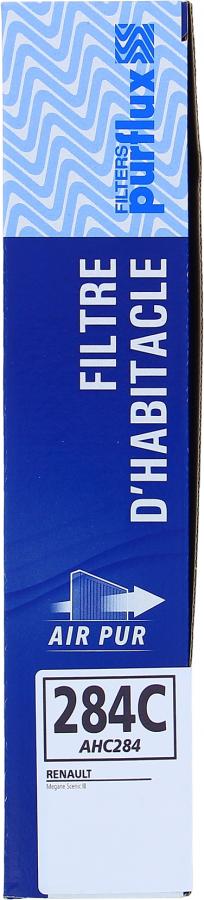 FILTERS
purflux
FILTRE
D'HABITACLE
AIR PUR
284C
AHC284
RENAULT
Megane Scenic III